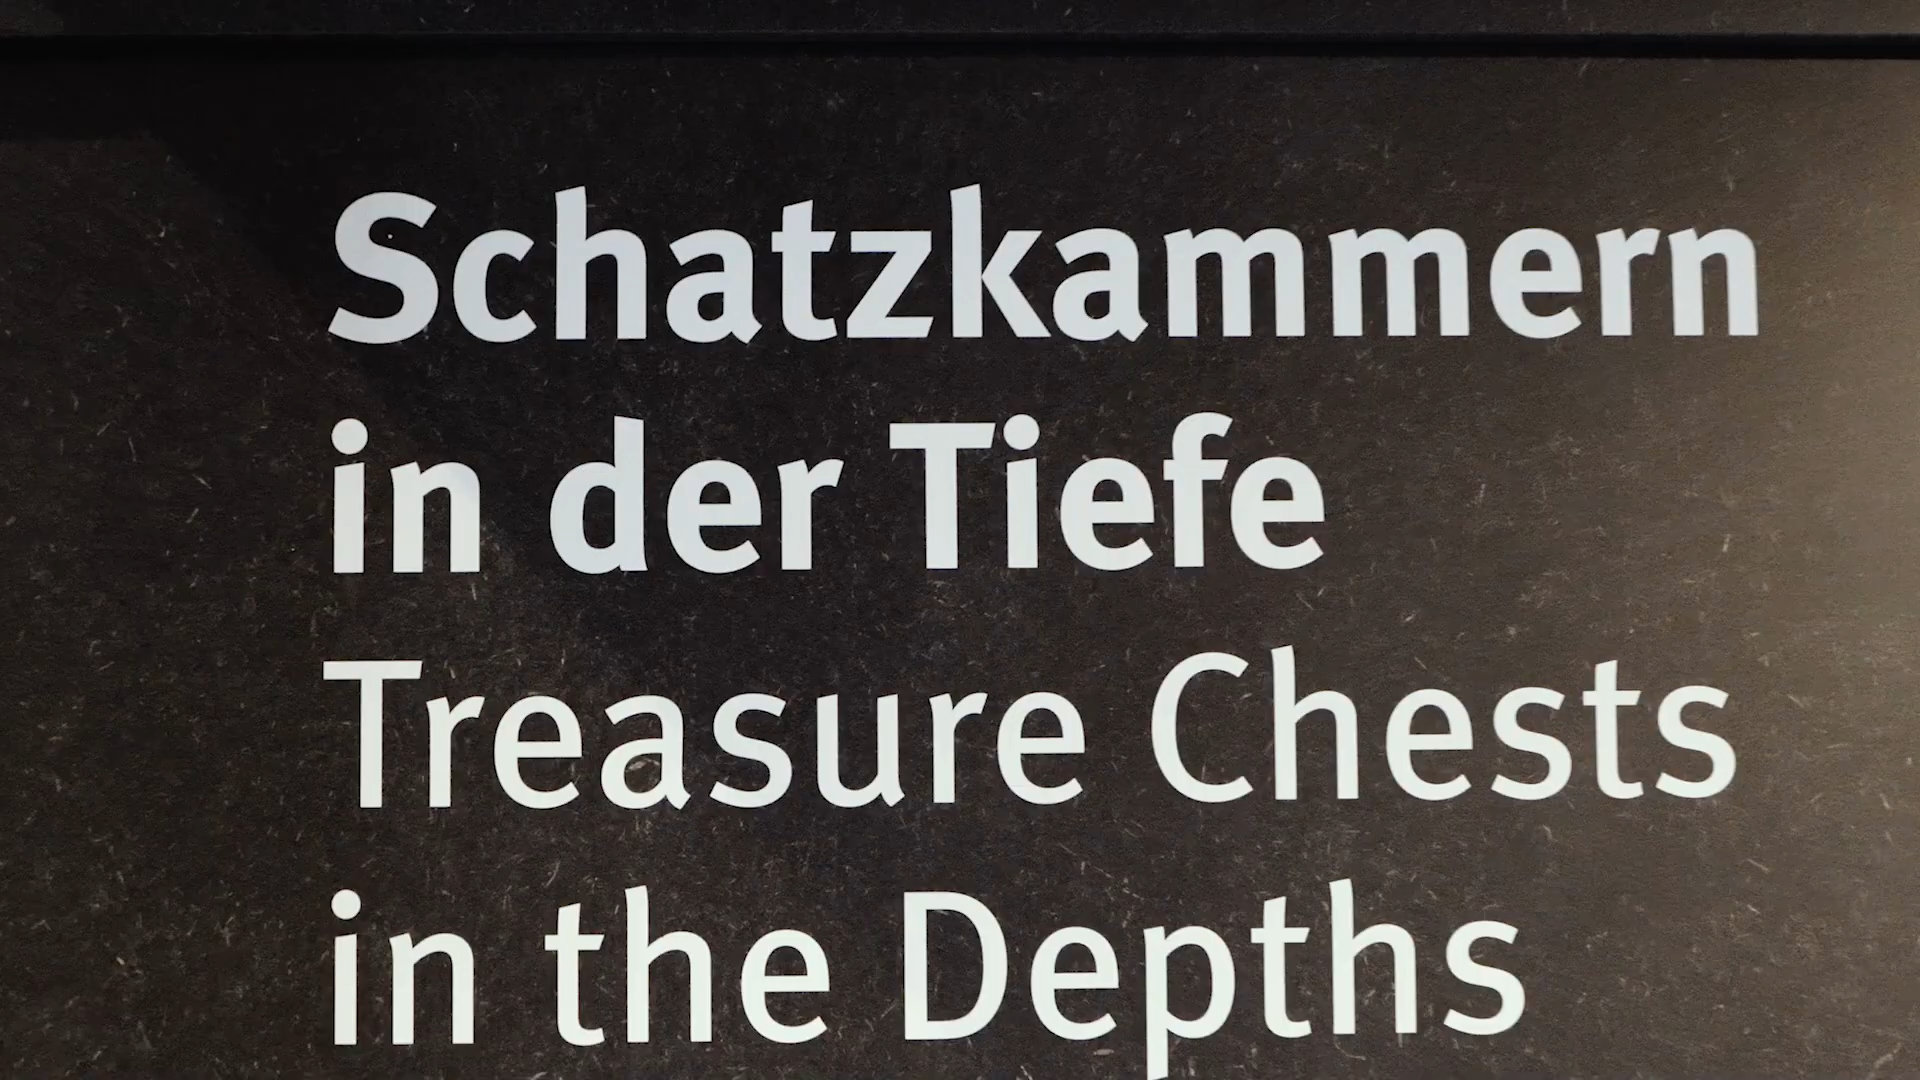 Schatzkammern
in der Tiefe
Treasure Chests
in the Depths